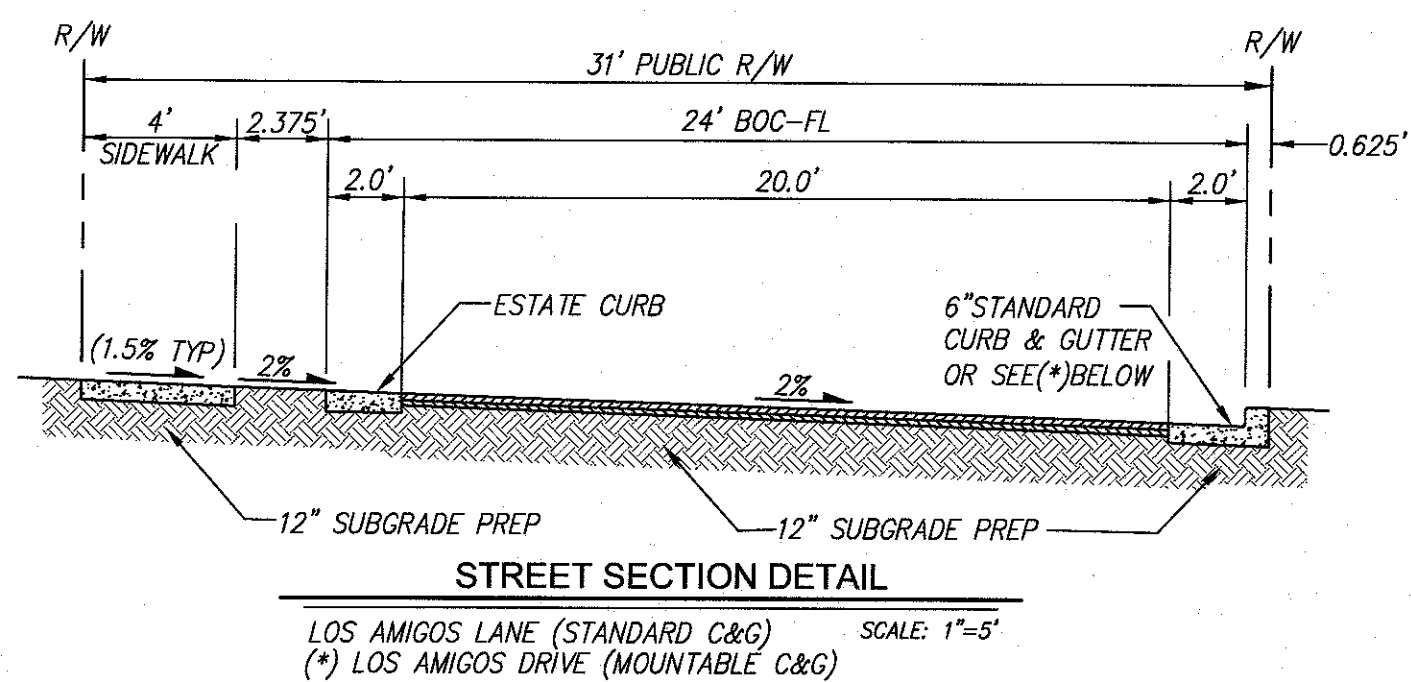 R/W
R/W
31' PUBLIC R/W
4'
2.375'
24' BOC-FL
0.625'
SIDEWALK
2.0'
20.0'
2.0'
ESTATE CURB
6"STANDARD
CURB & GUTTER
OR SEE(*)BELOW
(1.5% TYP)
2%
2%
12" SUBGRADE PREP
12" SUBGRADE PREP
STREET SECTION DETAIL
LOS AMIGOS LANE (STANDARD C&G) SCALE: 1"=5'
(*) LOS AMIGOS DRIVE (MOUNTABLE C&G)